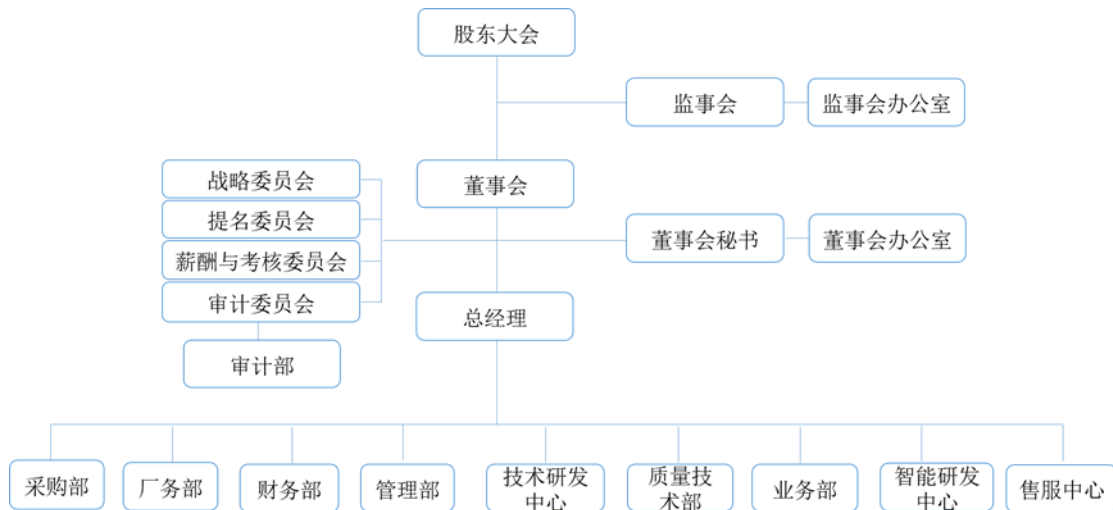 股东大会
监事会
监事会办公室
战略委员会
董事会
提名委员会
董事会秘书
董事会办公室
薪酬与考核委员会
审计委员会
总经理
审计部
采购部
厂务部
财务部
管理部
技术研发
中心
质量技
术部
业务部
智能研发
中心
售服中心